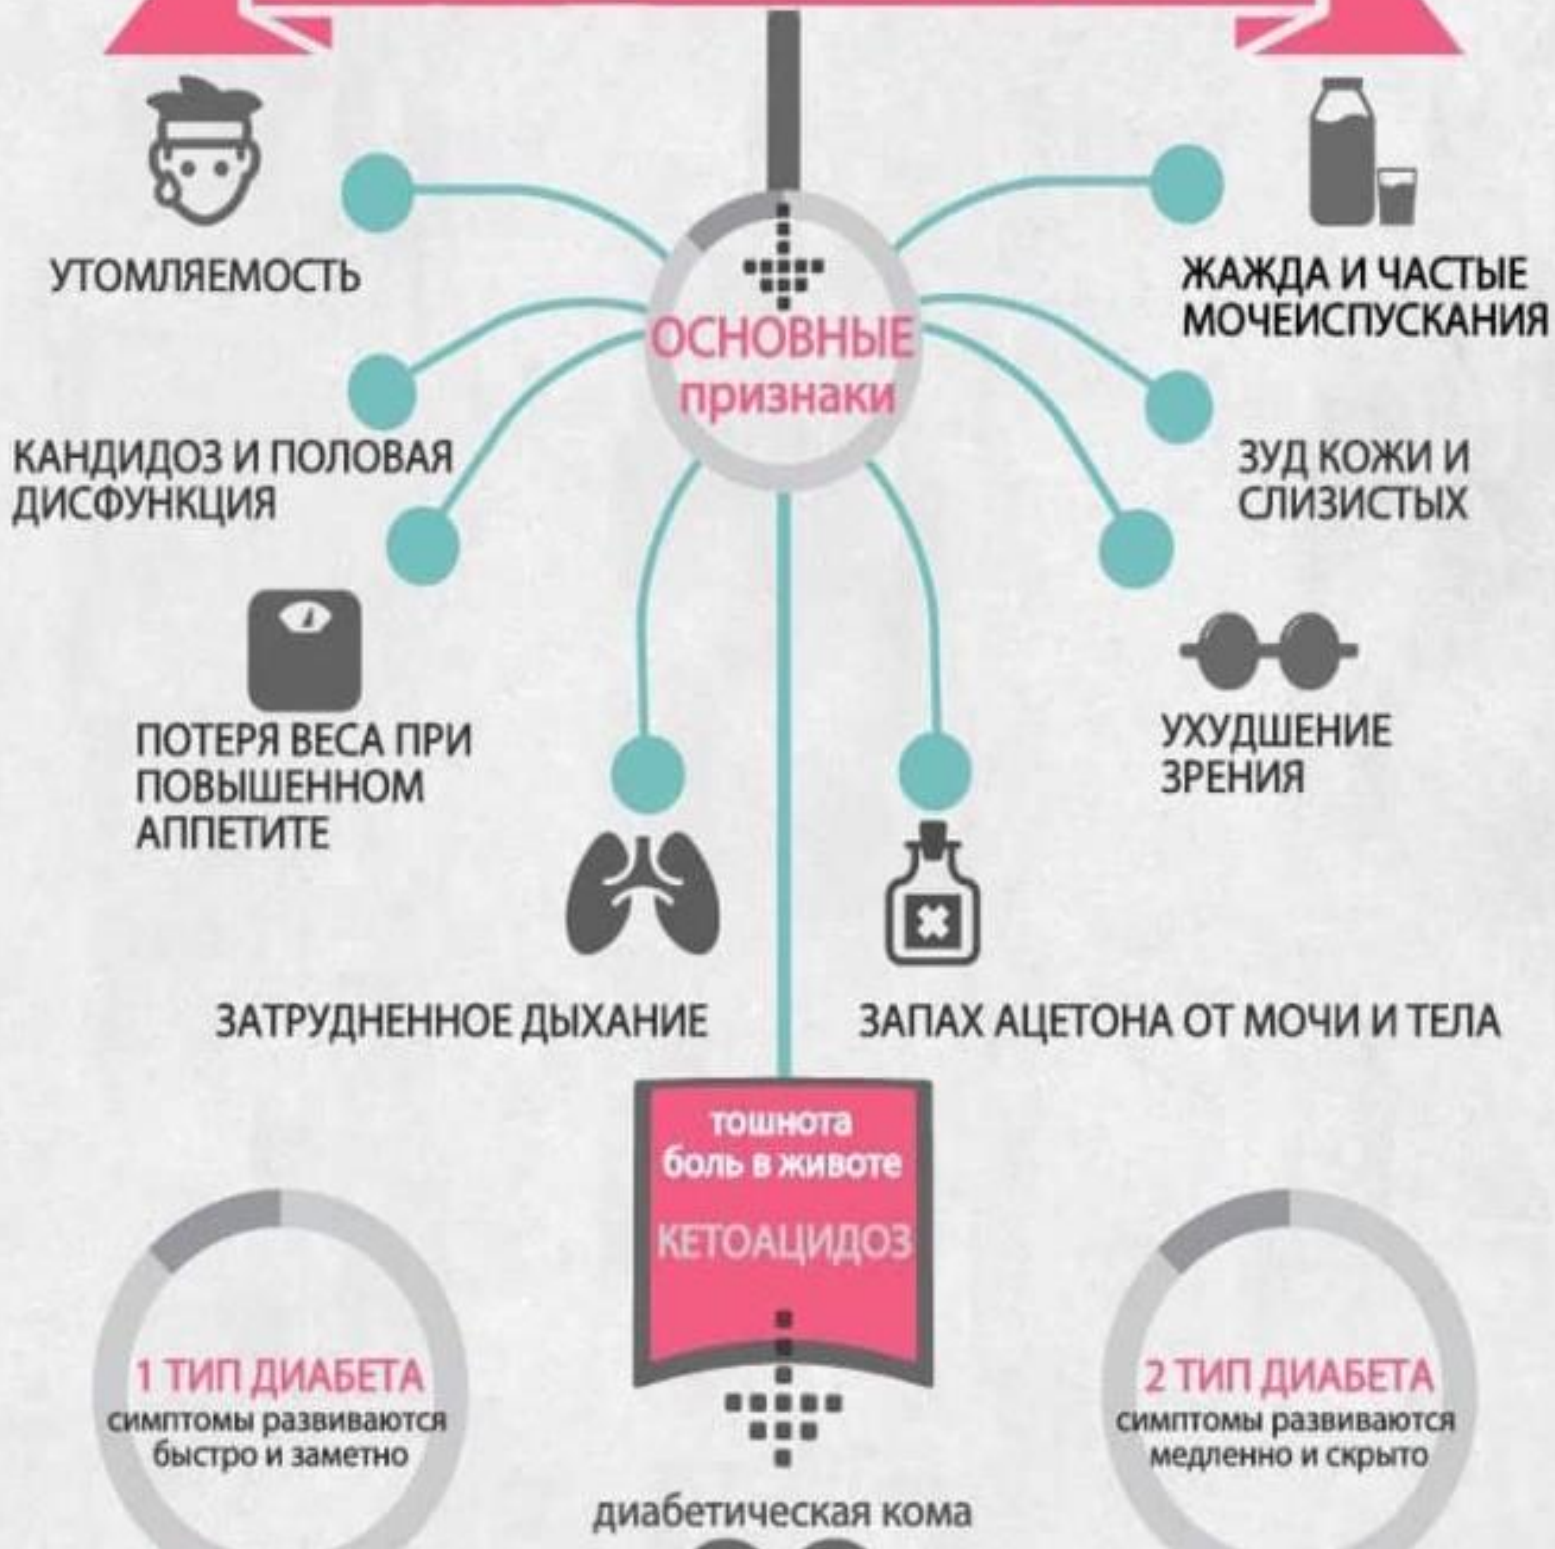 УТОМЛЯЕМОСТЬ
ЖАЖДА И ЧАСТЫЕ
МОЧЕИСПУСКАНИЯ
ОСНОВНЫЕ
признаки
КАНДИДОЗ И ПОЛОВАЯ
ДИСФУНКЦИЯ
ЗУД КОЖИ И
СЛИЗИСТЫХ
ПОТЕРЯ ВЕСА ПРИ
ПОВЫШЕННОМ
АППЕТИТЕ
УХУДШЕНИЕ
ЗРЕНИЯ
ЗАТРУДНЕННОЕ ДЫХАНИЕ
ЗАПАХ АЦЕТОНА ОТ МОЧИ И ТЕЛА
тошнота
боль в животе
КЕТОАЦИДОЗ
1 ТИП ДИАБЕТА
симптомы развиваются
быстро и заметно
2 ТИП ДИАБЕТА
симптомы развиваются
медленно и скрыто
диабетическая кома